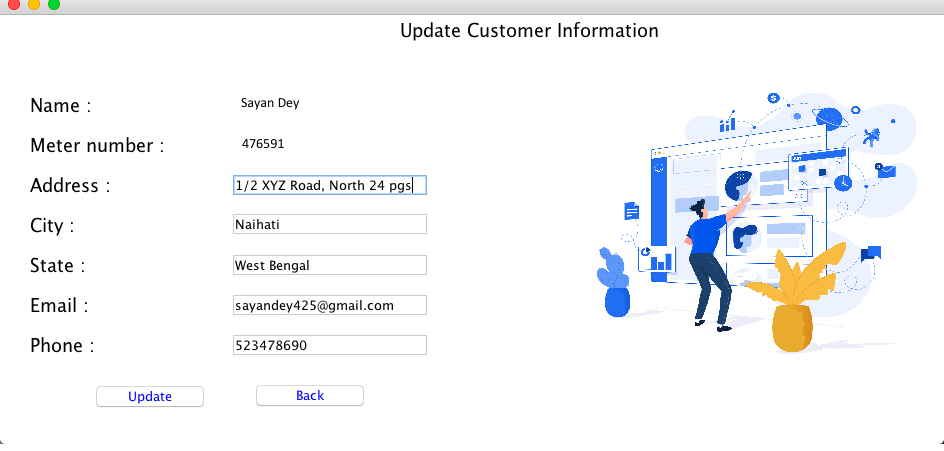 Update Customer Information
Name : Sayan Dey
Meter number : 476591
Address : 1/2 XYZ Road, North 24 pgs
City : Naihati
State : West Bengal
Email : sayandey425@gmail.com
Phone : 523478690
Update Back